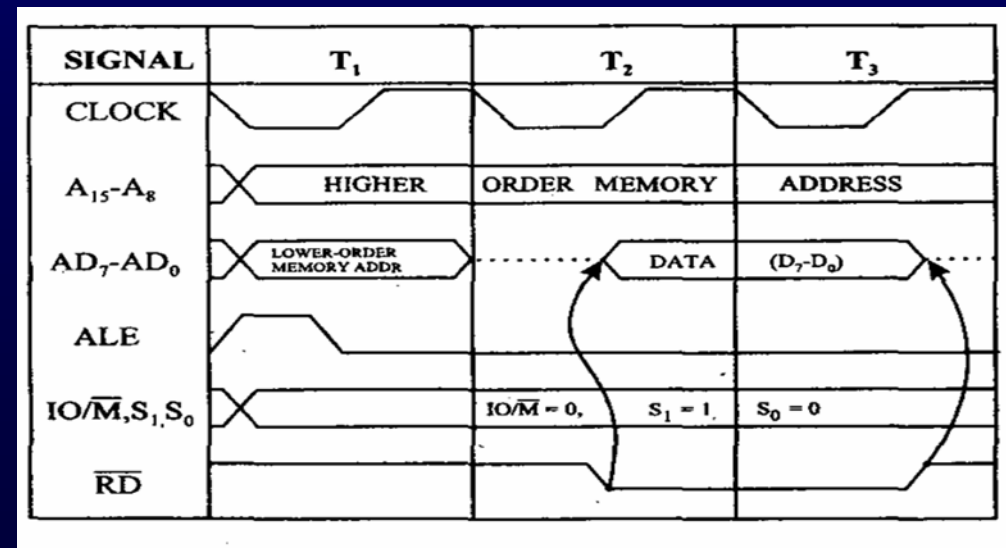 SIGNAL T₁ T₂ T₃
CLOCK
A₁₅-A₈ HIGHER ORDER MEMORY ADDRESS
AD₇-AD₀ LOWER-ORDER MEMORY ADDR DATA (D₇-D₀)
ALE
IO/M̅,S₁,S₀ IO/M̅ = 0, S₁ = 1, S₀ = 0
R̅D̅